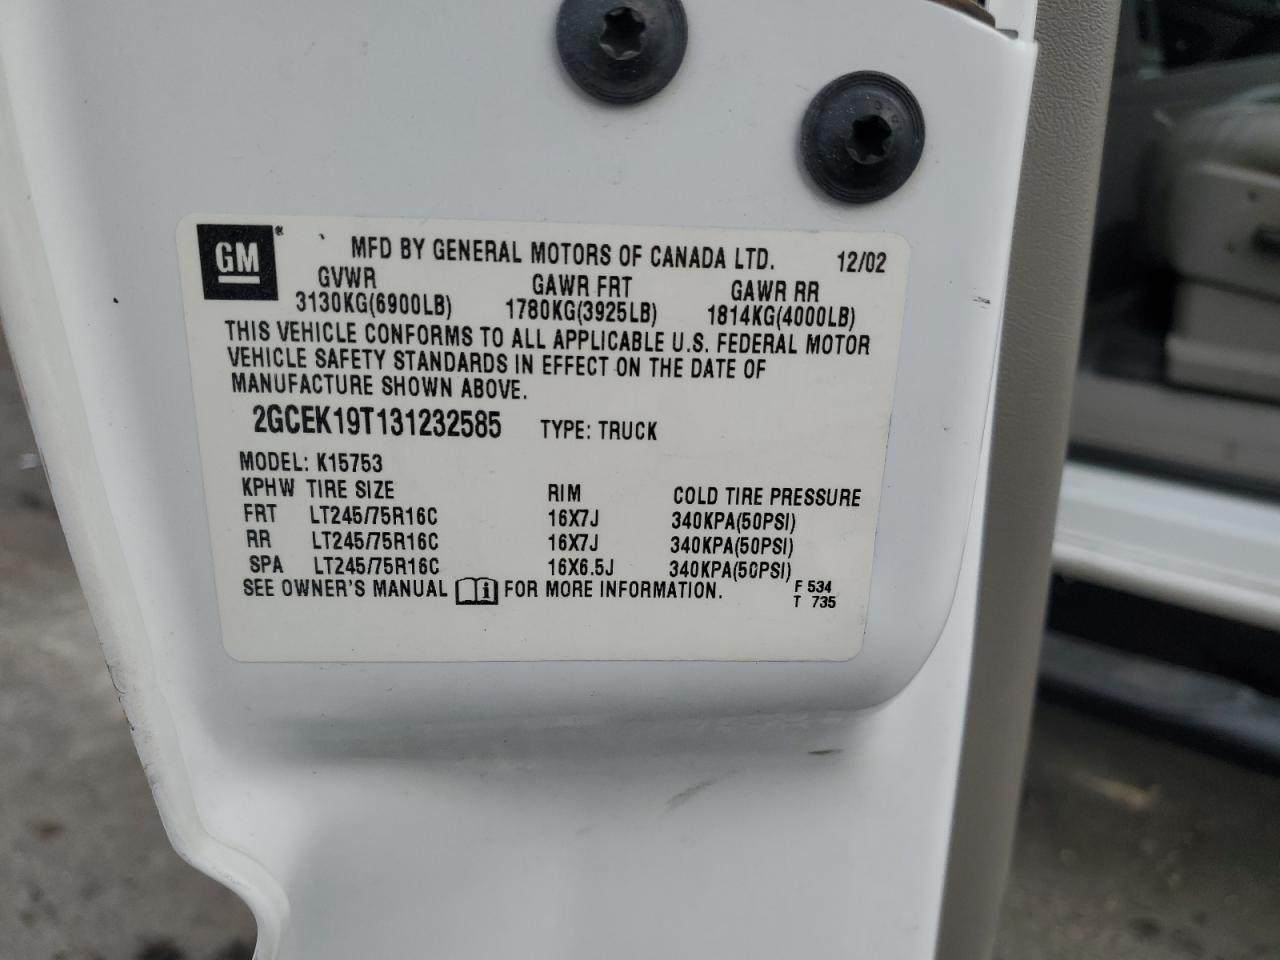 GM® MFD BY GENERAL MOTORS OF CANADA LTD. 12/02
GVWR GAWR FRT GAWR RR
3130KG(6900LB) 1780KG(3925LB) 1814KG(4000LB)
THIS VEHICLE CONFORMS TO ALL APPLICABLE U.S. FEDERAL MOTOR
VEHICLE SAFETY STANDARDS IN EFFECT ON THE DATE OF
MANUFACTURE SHOWN ABOVE.
2GCEK19T131232585 TYPE: TRUCK
MODEL: K15753
KPHW TIRE SIZE RIM COLD TIRE PRESSURE
FRT LT245/75R16C 16X7J 340KPA(50PSI)
RR LT245/75R16C 16X7J 340KPA(50PSI)
SPA LT245/75R16C 16X6.5J 340KPA(50PSI)
SEE OWNER'S MANUAL i FOR MORE INFORMATION. F 534
T 735